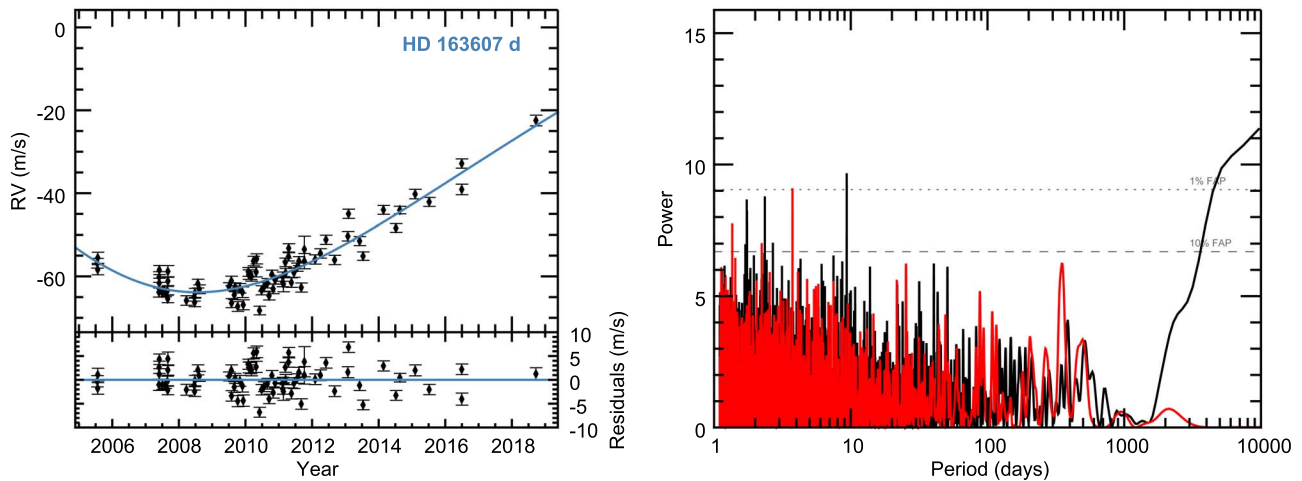 HD 163607 d
0
-20
-40
-60
RV (m/s)
10
5
0
-5
-10
Residuals (m/s)
2006 2008 2010 2012 2014 2016 2018
Year
15
10
5
0
Power
1% FAP
10% FAP
1 10 100 1000 10000
Period (days)